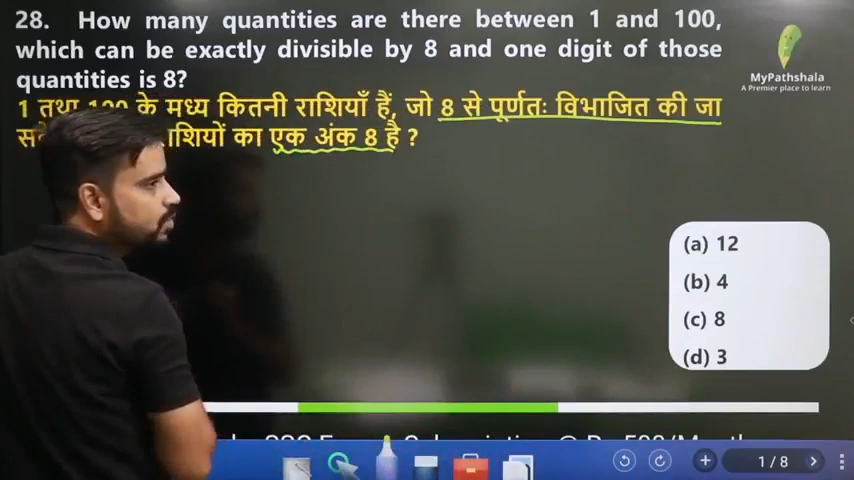 28. How many quantities are there between 1 and 100,
which can be exactly divisible by 8 and one digit of those
quantities is 8?
1 तथा के मध्य कितनी राशियाँ हैं, जो 8 से पूर्णतः विभाजित की जा
का एक अंक 8 है ?
MyPathshala
A Premier place to learn
(a) 12
(b) 4
(c) 8
(d) 3
1 / 8